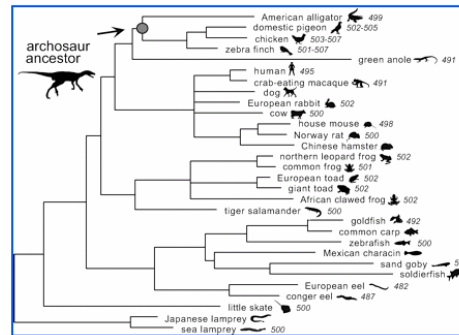 American alligator 499
domestic pigeon 502-505
chicken 503-507
zebra finch 501-507
archosaur
ancestor
green anole 491
human 495
crab-eating macaque 491
dog
European rabbit 502
cow 500
house mouse 498
Norway rat 500
Chinese hamster
northern leopard frog 502
common frog 501
European toad 502
giant toad 502
African clawed frog 502
tiger salamander 500
goldfish 492
common carp
zebrafish 500
Mexican characin
sand goby
soldierfish
European eel 482
conger eel 487
little skate 500
Japanese lamprey
sea lamprey 500